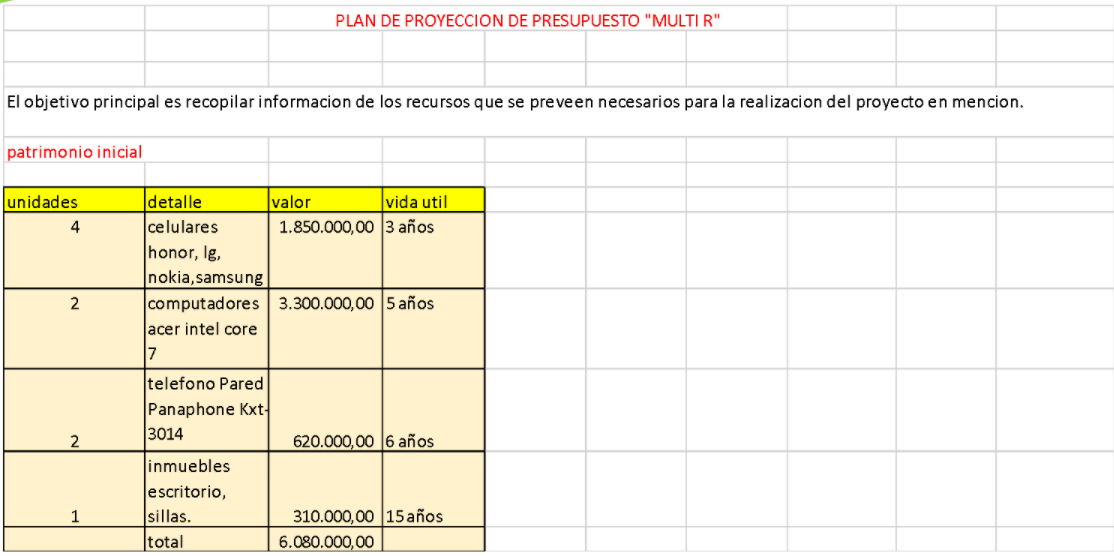 PLAN DE PROYECCION DE PRESUPUESTO "MULTI R"
El objetivo principal es recopilar informacion de los recursos que se preveen necesarios para la realizacion del proyecto en mencion.
patrimonio inicial
unidades detalle valor vida util
4 celulares 1.850.000,00 3 años
honor, lg,
nokia,samsung
2 computadores 3.300.000,00 5 años
acer intel core
7
telefono Pared
Panaphone Kxt-
3014
2 620.000,00 6 años
inmuebles
escritorio,
1 sillas. 310.000,00 15 años
total 6.080.000,00